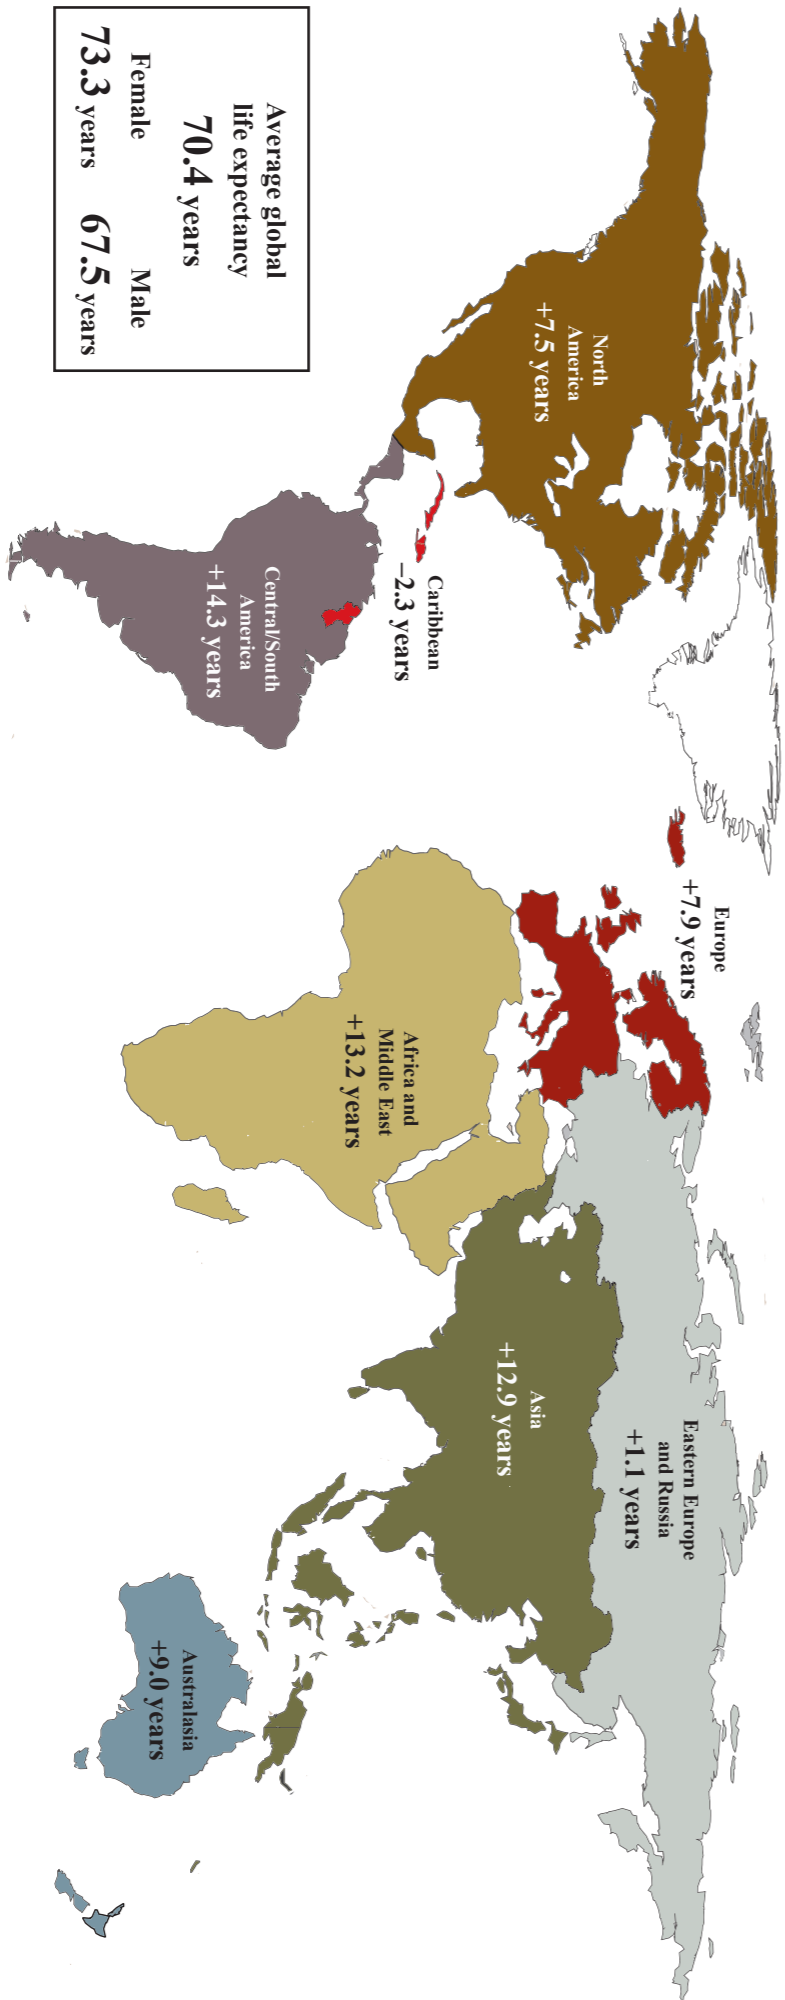 North
America
+7.5 years
Caribbean
−2.3 years
Central/South
America
+14.3 years
Europe
+7.9 years
Africa and
Middle East
+13.2 years
Eastern Europe
and Russia
+1.1 years
Asia
+12.9 years
Australasia
+9.0 years
Average global
life expectancy
70.4 years
Female Male
73.3 years 67.5 years